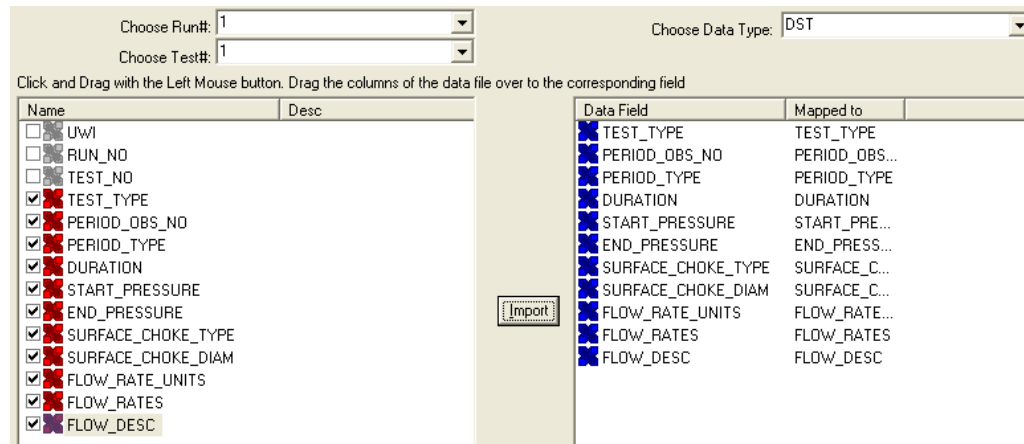 Choose Run#: 1
Choose Data Type: DST
Choose Test#: 1
Click and Drag with the Left Mouse button. Drag the columns of the data file over to the corresponding field
Name Desc
UWI
RUN_NO
TEST_NO
TEST_TYPE
PERIOD_OBS_NO
PERIOD_TYPE
DURATION
START_PRESSURE
END_PRESSURE
SURFACE_CHOKE_TYPE
SURFACE_CHOKE_DIAM
FLOW_RATE_UNITS
FLOW_RATES
FLOW_DESC
Import
Data Field Mapped to
TEST_TYPE TEST_TYPE
PERIOD_OBS_NO PERIOD_OBS...
PERIOD_TYPE PERIOD_TYPE
DURATION DURATION
START_PRESSURE START_PRE...
END_PRESSURE END_PRESS...
SURFACE_CHOKE_TYPE SURFACE_C...
SURFACE_CHOKE_DIAM SURFACE_C...
FLOW_RATE_UNITS FLOW_RATE...
FLOW_RATES FLOW_RATES
FLOW_DESC FLOW_DESC